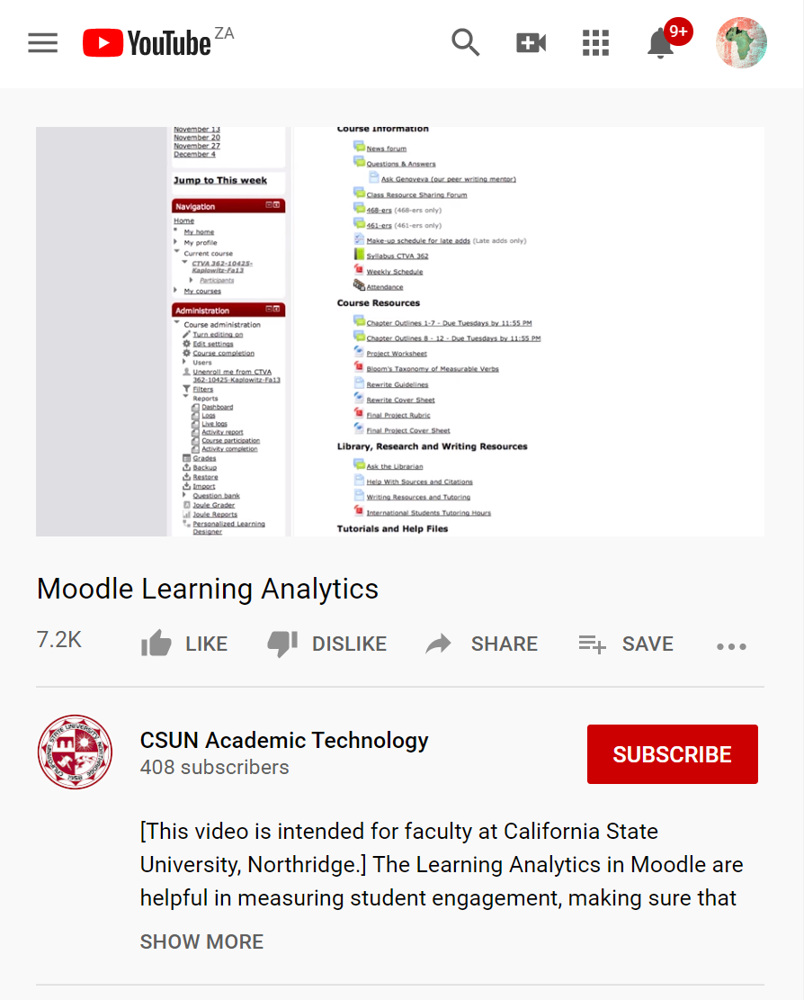 YouTube ZA
9+
November 13
November 20
November 27
December 4
Jump to This week
Navigation
Home
My home
My profile
Current course
CTVA 362-10425-
Kaplowitz-Fa13
Participants
My courses
Administration
Course administration
Turn editing on
Edit settings
Course completion
Users
Unenroll me from CTVA
362-10425-Kaplowitz-Fa13
Filters
Reports
Dashboard
Logs
Live logs
Activity report
Course participation
Activity completion
Grades
Backup
Restore
Import
Question bank
Joule Grader
Joule Reports
Personalized Learning
Designer
Course Information
News forum
Questions & Answers
Ask Genoveva (our peer writing mentor)
Class Resource Sharing Forum
468-ers (468-ers only)
461-ers (461-ers only)
Make-up schedule for late adds (Late adds only)
Syllabus CTVA 362
Weekly Schedule
Attendance
Course Resources
Chapter Outlines 1-7 - Due Tuesdays by 11:55 PM
Chapter Outlines 8 - 12 - Due Tuesdays by 11:55 PM
Project Worksheet
Bloom's Taxonomy of Measurable Verbs
Rewrite Guidelines
Rewrite Cover Sheet
Final Project Rubric
Final Project Cover Sheet
Library, Research and Writing Resources
Ask the Librarian
Help With Sources and Citations
Writing Resources and Tutoring
International Students Tutoring Hours
Tutorials and Help Files
Moodle Learning Analytics
7.2K LIKE DISLIKE SHARE SAVE
CALIFORNIA STATE UNIVERSITY NORTHRIDGE
CSUN Academic Technology
408 subscribers
SUBSCRIBE
[This video is intended for faculty at California State
University, Northridge.] The Learning Analytics in Moodle are
helpful in measuring student engagement, making sure that
SHOW MORE